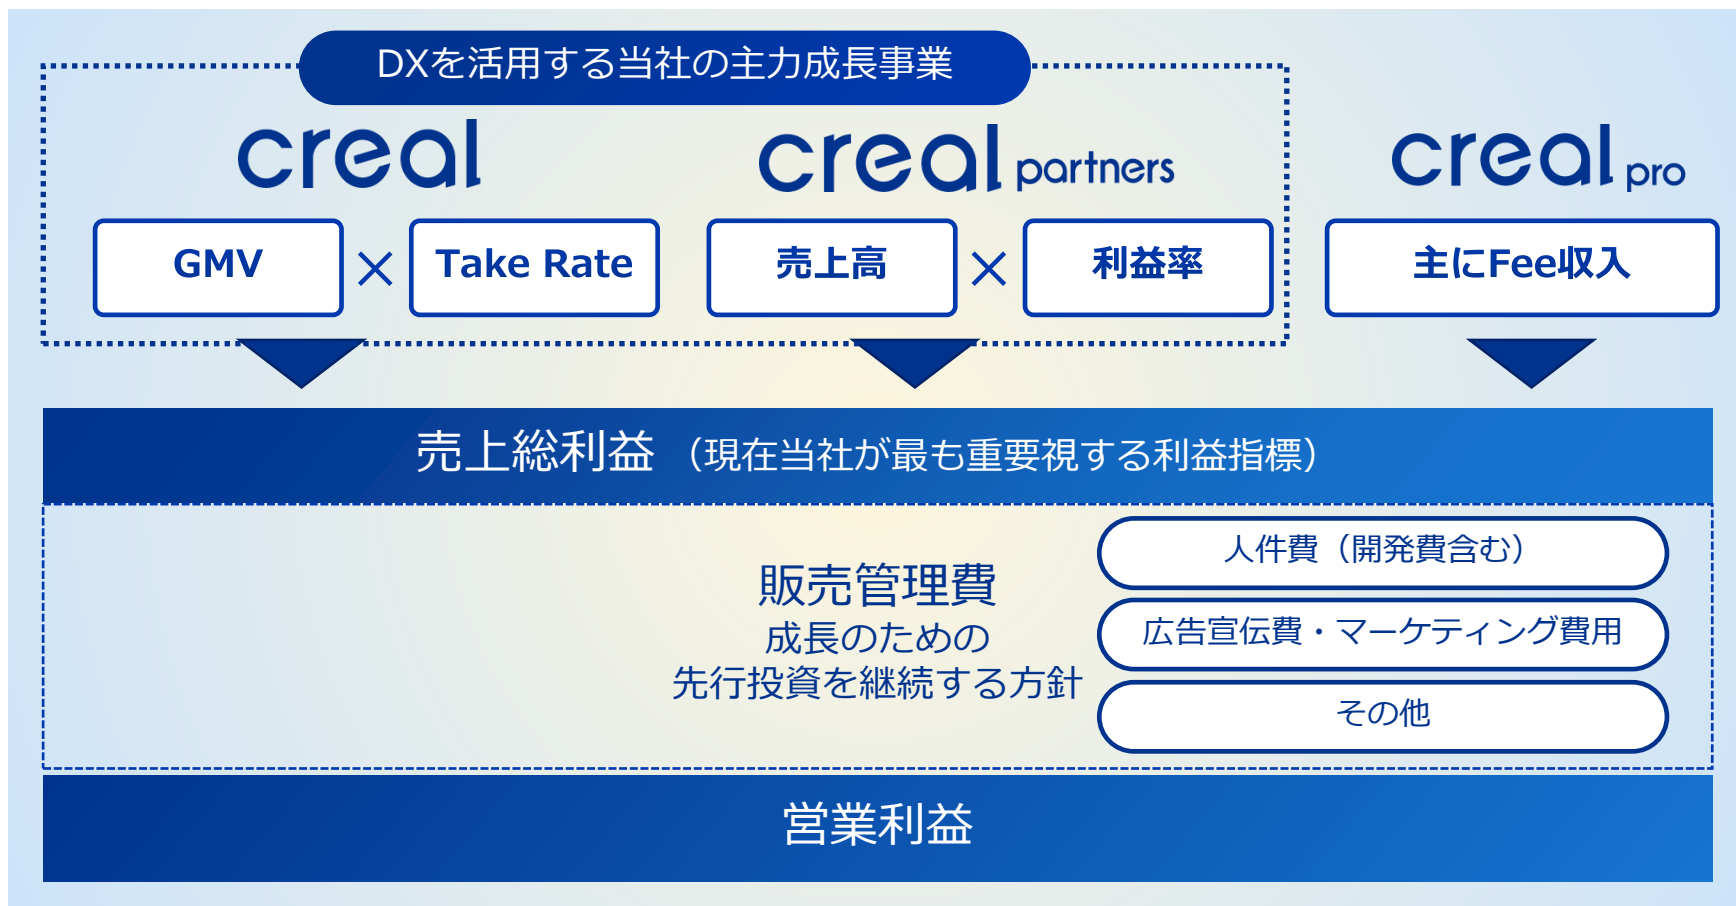 DXを活用する当社の主力成長事業
creal
creal partners
creal pro
GMV × Take Rate
売上高 × 利益率
主にFee収入
売上総利益 （現在当社が最も重要視する利益指標）
販売管理費
成長のための
先行投資を継続する方針
人件費（開発費含む）
広告宣伝費・マーケティング費用
その他
営業利益